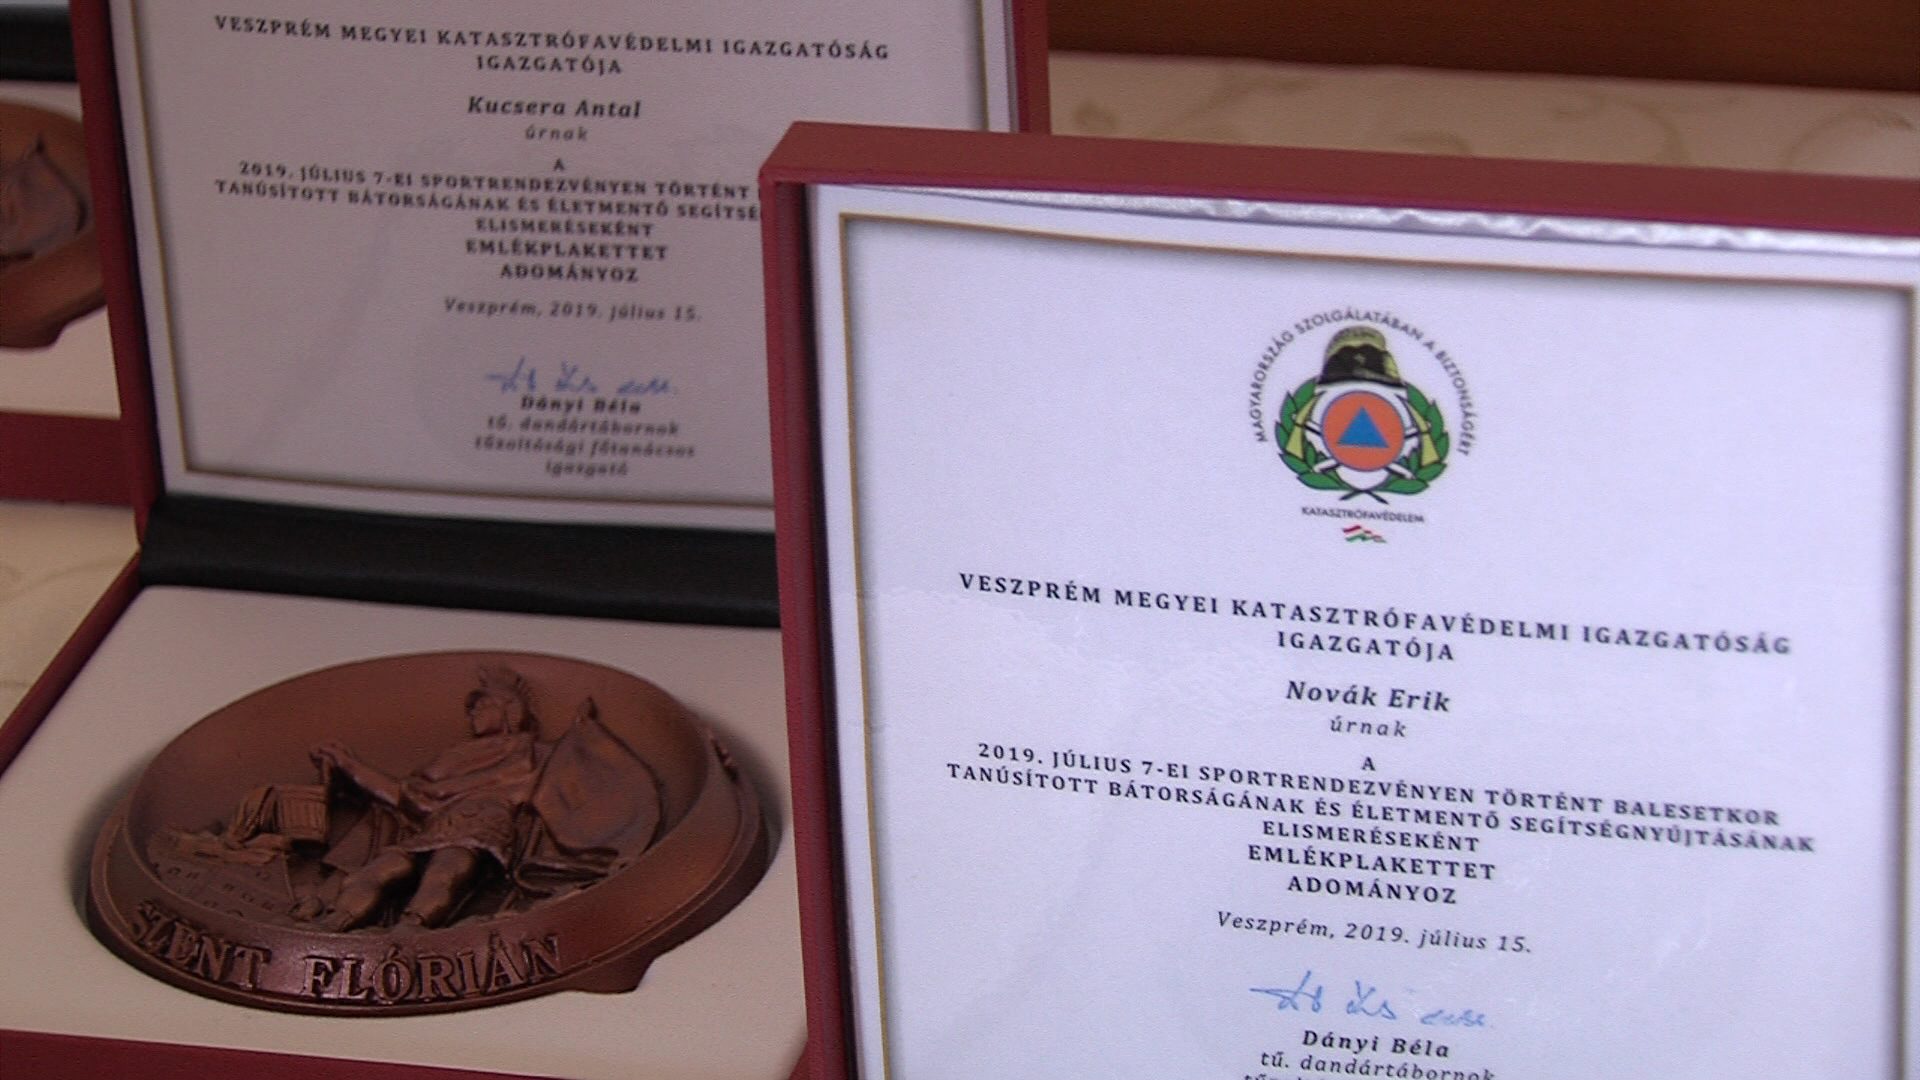 VESZPRÉM MEGYEI KATASZTRÓFAVÉDELMI IGAZGATÓSÁG
IGAZGATÓJA
Kucsera Antal
úrnak
A
2019. JÚLIUS 7-EI SPORTRENDEZVÉNYEN TÖRTÉNT
TANÚSÍTOTT BÁTORSÁGÁNAK ÉS ÉLETMENTŐ
ELISMERÉSEKÉNT
EMLÉKPLAKETTET
ADOMÁNYOZ
Veszprém, 2019. július 15.
Dányi Béla
tű. dandártábornok
tűzoltósági főtanácsos
igazgató
SZENT FLÓRIÁN
MAGYARORSZÁG SZOLGÁLATÁBAN A BIZTONSÁGÉRT
KATASZTRÓFAVÉDELEM
VESZPRÉM MEGYEI KATASZTRÓFAVÉDELMI IGAZGATÓSÁG
IGAZGATÓJA
Novák Erik
úrnak
A
2019. JÚLIUS 7-EI SPORTRENDEZVÉNYEN TÖRTÉNT BALESETKOR
TANÚSÍTOTT BÁTORSÁGÁNAK ÉS ÉLETMENTŐ SEGÍTSÉGNYÚJTÁSÁNAK
ELISMERÉSEKÉNT
EMLÉKPLAKETTET
ADOMÁNYOZ
Veszprém, 2019. július 15.
Dányi Béla
tű. dandártábornok